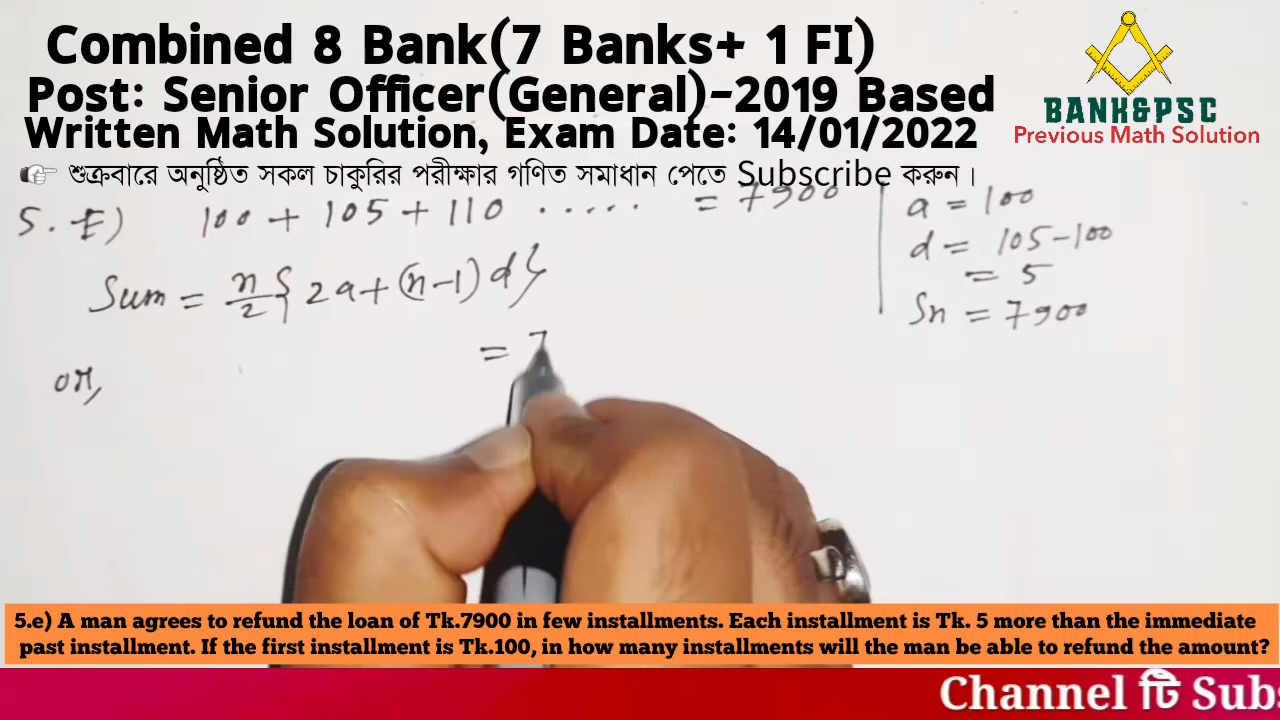 Combined 8 Bank(7 Banks+ 1 FI)
Post: Senior Officer(General)-2019 Based
Written Math Solution, Exam Date: 14/01/2022
BANK&PSC
Previous Math Solution
শুক্রবারে অনুষ্ঠিত সকল চাকুরির পরীক্ষার গণিত সমাধান পেতে Subscribe করুন।
5. E) 100 + 105 + 110 ...... = 7900
Sum = n/2 { 2a + (n-1) d }
= 7
or,
a = 100
d = 105-100
= 5
Sn = 7900
5.e) A man agrees to refund the loan of Tk.7900 in few installments. Each installment is Tk. 5 more than the immediate
past installment. If the first installment is Tk.100, in how many installments will the man be able to refund the amount?
Channel টি Subs